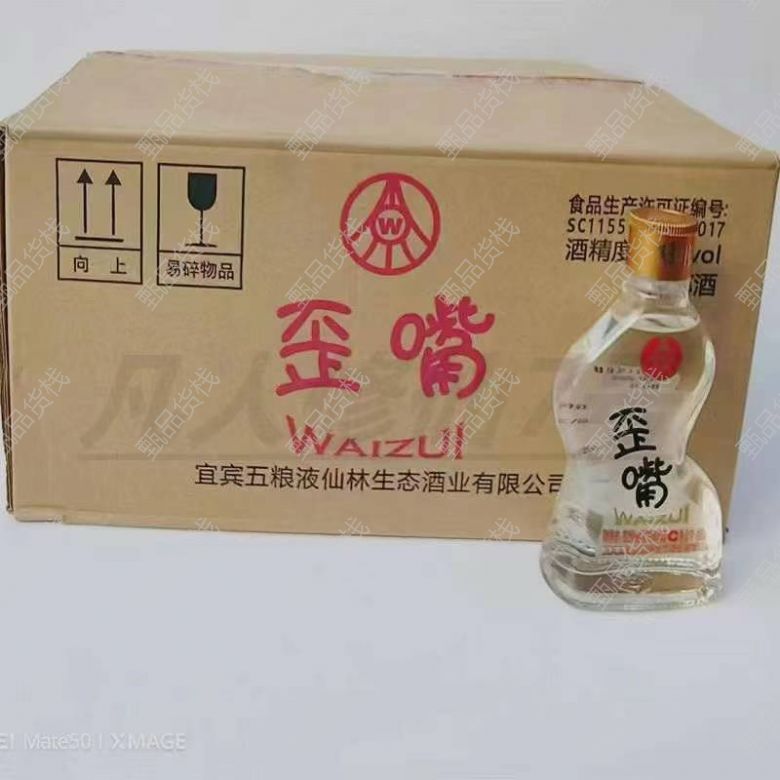 向 上
易碎物品
W
食品生产许可证编号:
SC1155
017
酒精度
vol
酒
歪嘴
WAIZUI
宜宾五粮液仙林生态酒业有限公司
歪嘴
WAIZUI
甄品货栈
Mate50 | XMAGE